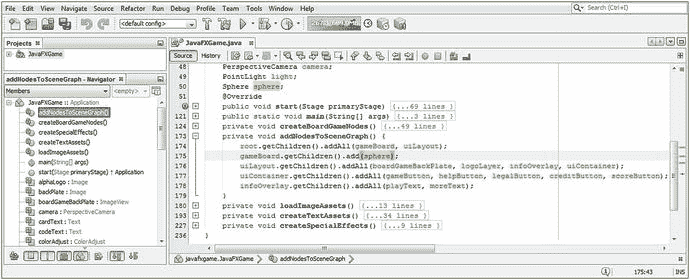 File Edit View Navigate Source Refactor Run Debug Profile Team Tools Window Help
Search (Ctrl+I)
<default config>
Projects
JavaFXGame
addNodesToSceneGraph - Navigator
Members
<empty>
JavaFXGame :: Application
addNodesToSceneGraph()
createBoardGameNodes()
createSpecialEffects()
createTextAssets()
loadImageAssets()
main(String[] args)
start(Stage primaryStage) ↑ Application
alphaLogo : Image
backPlate : Image
boardGameBackPlate : ImageView
camera : PerspectiveCamera
cardText : Text
codeText : Text
colorAdjust : ColorAdjust
JavaFXGame.java
Source History
48 PerspectiveCamera camera;
49 PointLight light;
50 Sphere sphere;
51 @Override
public void start(Stage primaryStage) {...69 lines }
121 public static void main(String[] args) {...3 lines }
124 private void createBoardGameNodes() {...49 lines }
173 private void addNodesToSceneGraph() {
174 root.getChildren().addAll(gameBoard, uiLayout);
175 gameBoard.getChildren().add(sphere);
176 uiLayout.getChildren().addAll(boardGameBackPlate, logoLayer, infoOverlay, uiContainer);
177 uiContainer.getChildren().addAll(gameButton, helpButton, legalButton, creditButton, scoreButton);
178 infoOverlay.getChildren().addAll(playText, moreText);
179 }
180 private void loadImageAssets() {...13 lines }
193 private void createTextAssets() {...34 lines }
227 private void createSpecialEffects() {...9 lines }
236 }
javafxgame.JavaFXGame
addNodesToSceneGraph
175:43